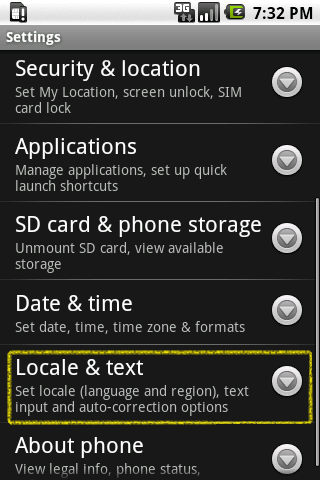 3G
7:32 PM
Settings
Security & location
Set My Location, screen unlock, SIM
card lock
Applications
Manage applications, set up quick
launch shortcuts
SD card & phone storage
Unmount SD card, view available
storage
Date & time
Set date, time, time zone & formats
Locale & text
Set locale (language and region), text
input and auto-correction options
About phone
View legal info, phone status,